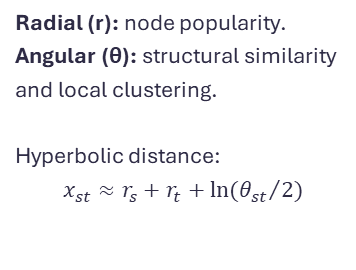 Radial (r): node popularity.
Angular (θ): structural similarity
and local clustering.
Hyperbolic distance:
x_st ≈ r_s + r_t + ln(θ_st/2)